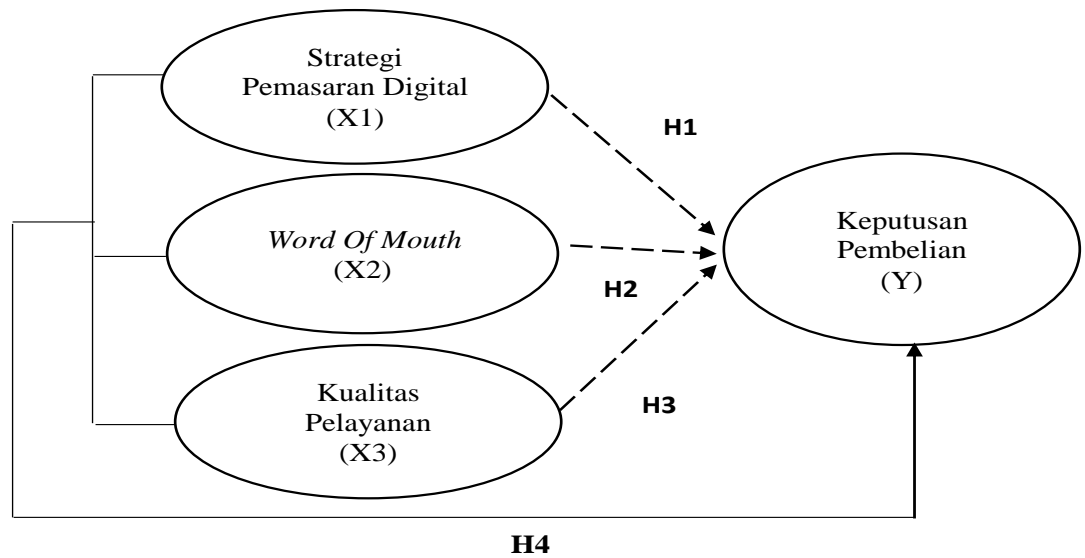 Strategi
Pemasaran Digital
(X1)
H1
Word Of Mouth
(X2)
H2
Keputusan
Pembelian
(Y)
Kualitas
Pelayanan
(X3)
H3
H4